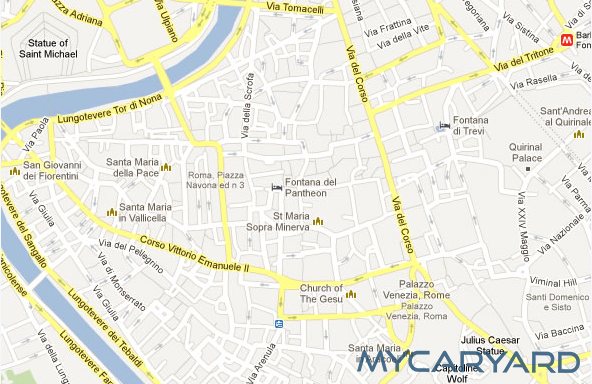 Via Tomacelli
Via Ulpiano
Piazza Adriana
Statue of
Saint Michael
Via Frattina
Via della Vite
Via Sistina
Via del Tritone
Via Rasella
Via del Corso
Via della Scrofa
Lungotevere Tor di Nona
Via Paola
Fontana
di Trevi
Sant'Andrea
al Quirinale
Quirinal
Palace
San Giovanni
dei Fiorentini
Santa Maria
della Pace
Roma, Piazza
Navona ed n 3
Fontana del
Pantheon
Santa Maria
in Vallicella
St Maria
Sopra Minerva
Via Giulia
Via del Corso
Via XXIV Maggio
Via Parma
Via Nazionale
Corso Vittorio Emanuele II
Via del Pellegrino
Via di Monserrato
Via Giulia
Lungotevere del Sangallo
Lungotevere dei Tebaldi
Church of
The Gesu
Palazzo
Venezia, Rome
Palazzo
Venezia, Roma
Viminal Hill
Santi Domenico
e Sisto
Via Baccina
Julius Caesar
Statue
Santa Maria
Capitoline
Wolf
Via Arenula
MYCARYARD